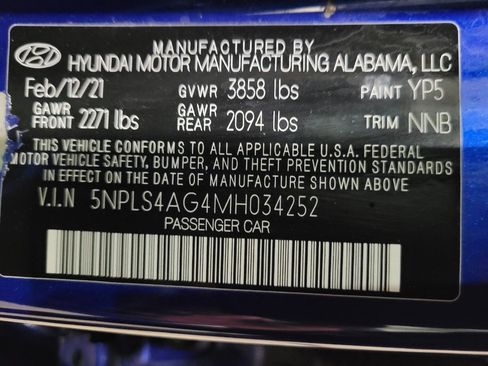 MANUFACTURED BY
HYUNDAI MOTOR MANUFACTURING ALABAMA, LLC
Feb/12/21 GVWR 3858 lbs PAINT YP5
GAWR FRONT 2271 lbs GAWR REAR 2094 lbs TRIM NNB
THIS VEHICLE CONFORMS TO ALL APPLICABLE U.S.A. FEDERAL
MOTOR VEHICLE SAFETY, BUMPER, AND THEFT PREVENTION STANDARDS
IN EFFECT ON THE DATE OF MANUFACTURE SHOWN ABOVE.
V.I.N 5NPLS4AG4MH034252
PASSENGER CAR